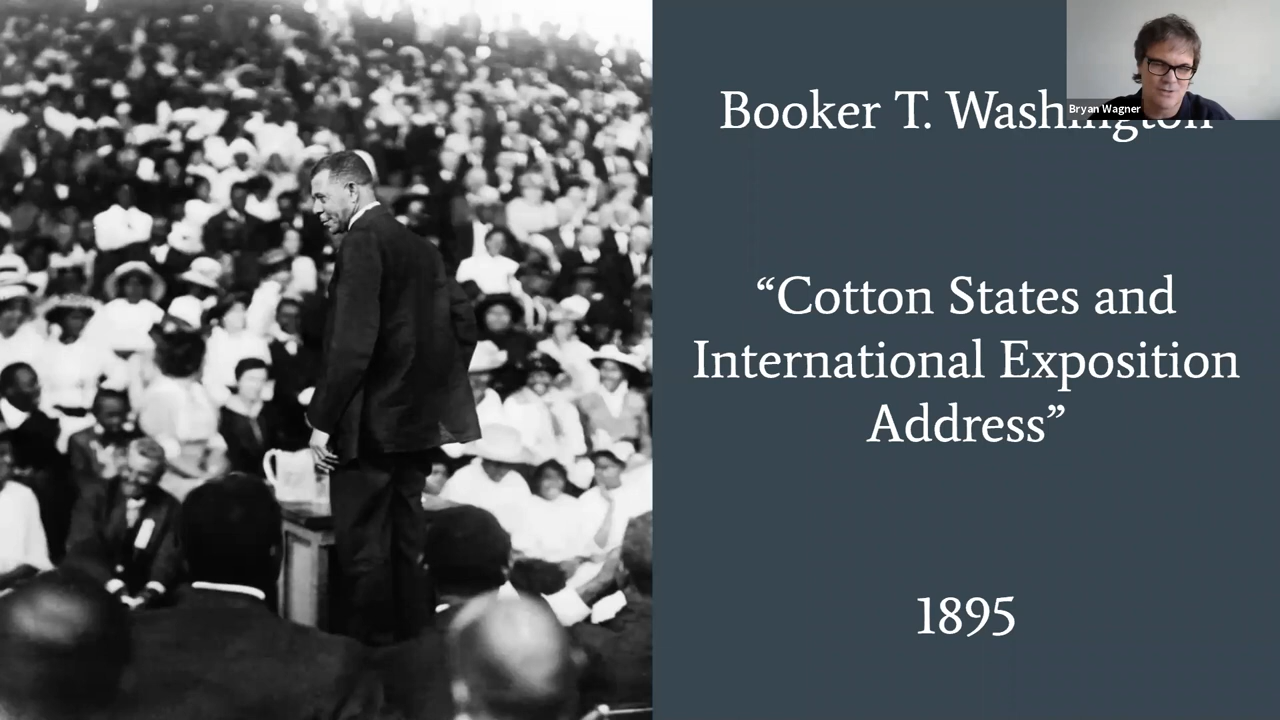 Booker T. Washington
Bryan Wagner
“Cotton States and
International Exposition
Address”
1895